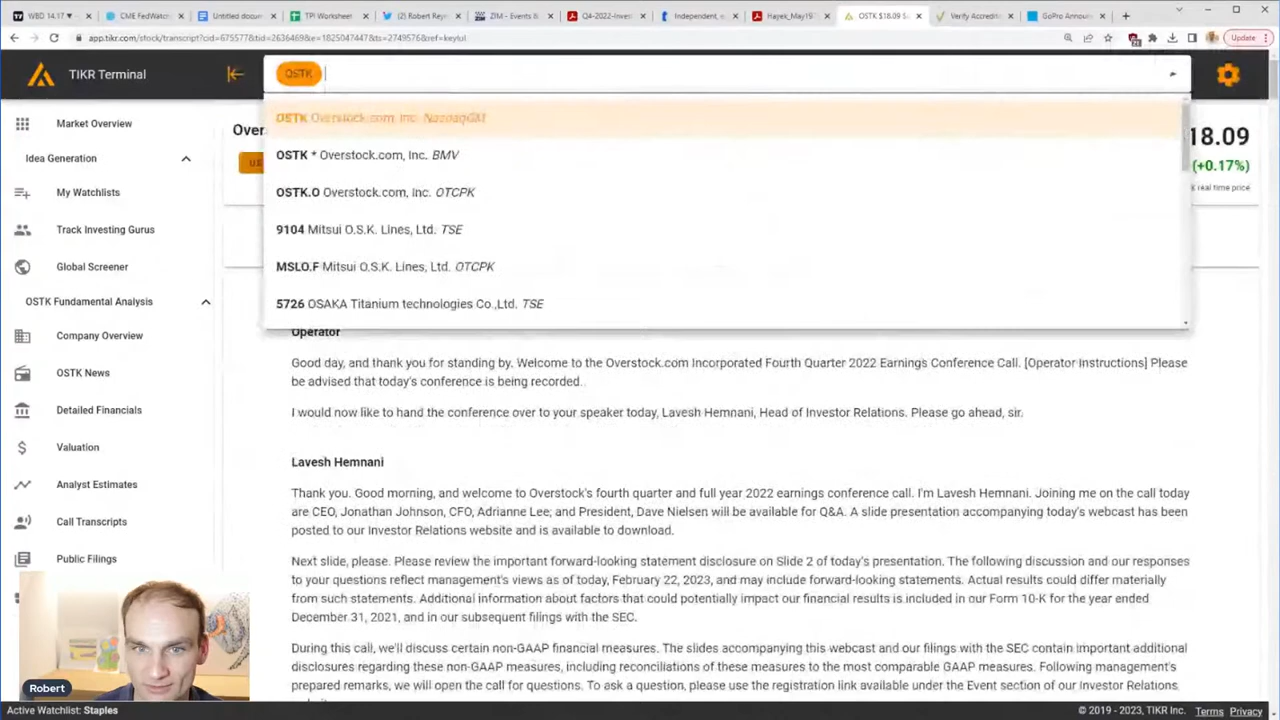 WBD 14.17
CME FedWatch
Untitled docum
TPI Worksheet
(2) Robert Reyn
ZIM - Events &
Q4-2022-Invest
Independent, e
Hayek_May19
OSTK $18.09
Verify Accredit
GoPro Announ
app.tikr.com/stock/transcript?cid=675577&tid=2636469&e=1825047447&ts=2749576&ref=keylol
Update
TIKR Terminal
OSTK
OSTK Overstock.com, Inc. NasdaqGM
Market Overview
Over
18.09
OSTK * Overstock.com, Inc. BMV
Idea Generation
US
(+0.17%)
real time price
My Watchlists
OSTK.O Overstock.com, Inc. OTCPK
Track Investing Gurus
9104 Mitsui O.S.K. Lines, Ltd. TSE
Global Screener
MSLO.F Mitsui O.S.K. Lines, Ltd. OTCPK
OSTK Fundamental Analysis
5726 OSAKA Titanium technologies Co.,Ltd. TSE
Company Overview
Operator
OSTK News
Good day, and thank you for standing by. Welcome to the Overstock.com Incorporated Fourth Quarter 2022 Earnings Conference Call. [Operator Instructions] Please
be advised that today's conference is being recorded.
Detailed Financials
I would now like to hand the conference over to your speaker today, Lavesh Hemnani, Head of Investor Relations. Please go ahead, sir.
Valuation
Lavesh Hemnani
Analyst Estimates
Thank you. Good morning, and welcome to Overstock's fourth quarter and full year 2022 earnings conference call. I'm Lavesh Hemnani. Joining me on the call today
are CEO, Jonathan Johnson, CFO, Adrianne Lee; and President, Dave Nielsen will be available for Q&A. A slide presentation accompanying today's webcast has been
posted to our Investor Relations website and is available to download.
Call Transcripts
Public Filings
Next slide, please. Please review the important forward-looking statement disclosure on Slide 2 of today's presentation. The following discussion and our responses
to your questions reflect management's views as of today, February 22, 2023, and may include forward-looking statements. Actual results could differ materially
from such statements. Additional information about factors that could potentially impact our financial results is included in our Form 10-K for the year ended
December 31, 2021, and in our subsequent filings with the SEC.
During this call, we'll discuss certain non-GAAP financial measures. The slides accompanying this webcast and our filings with the SEC contain important additional
disclosures regarding these non-GAAP measures, including reconciliations of these measures to the most comparable GAAP measures. Following management's
prepared remarks, we will open the call for questions. To ask a question, please use the registration link available under the Event section of our Investor Relations
Robert
Active Watchlist: Staples
© 2019 - 2023, TIKR Inc. Terms Privacy